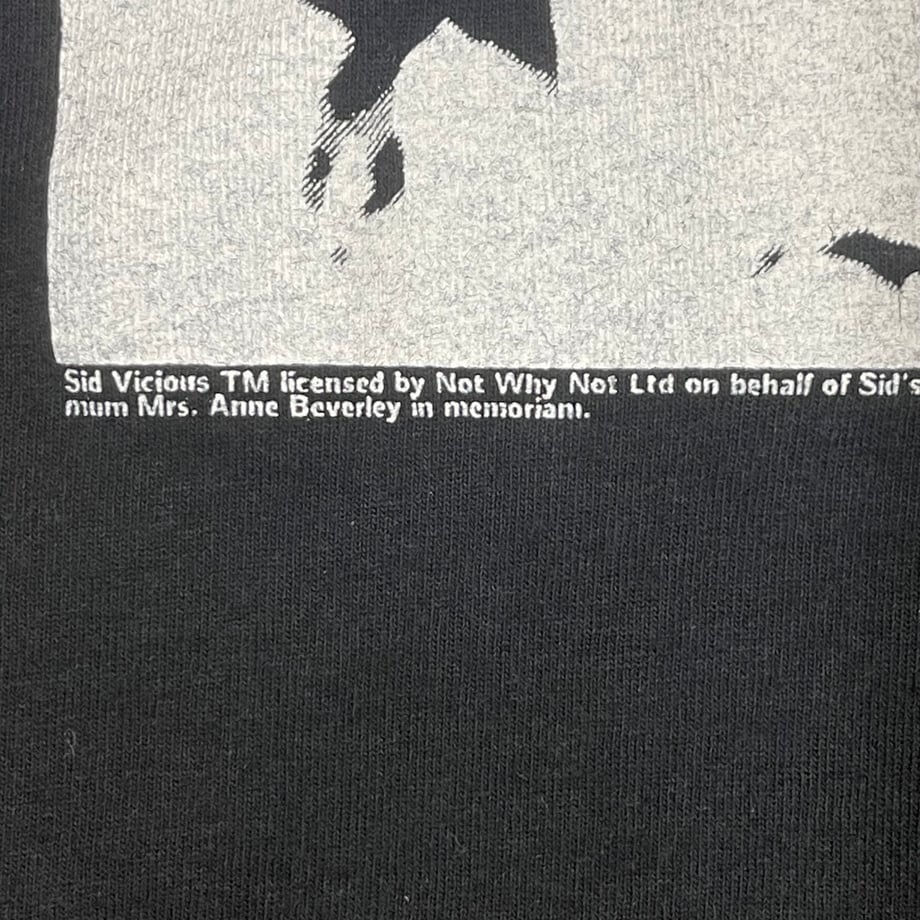 Sid Vicious TM licensed by Not Why Not Ltd on behalf of Sid's
mum Mrs. Anne Beverley in memoriam.